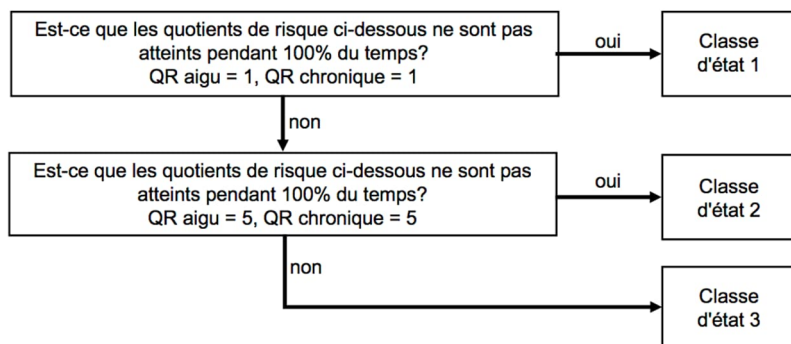 Est-ce que les quotients de risque ci-dessous ne sont pas
atteints pendant 100% du temps?
QR aigu = 1, QR chronique = 1
oui
Classe
d'état 1
non
Est-ce que les quotients de risque ci-dessous ne sont pas
atteints pendant 100% du temps?
QR aigu = 5, QR chronique = 5
oui
Classe
d'état 2
non
Classe
d'état 3